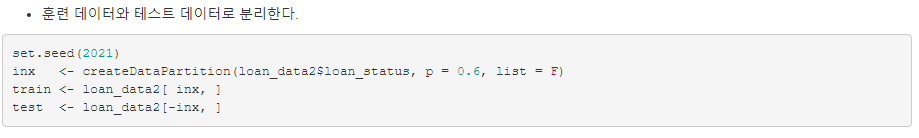 • 훈련 데이터와 테스트 데이터로 분리한다.
set.seed(2021)
inx   <- createDataPartition(loan_data2$loan_status, p = 0.6, list = F)
train <- loan_data2[ inx, ]
test  <- loan_data2[-inx, ]